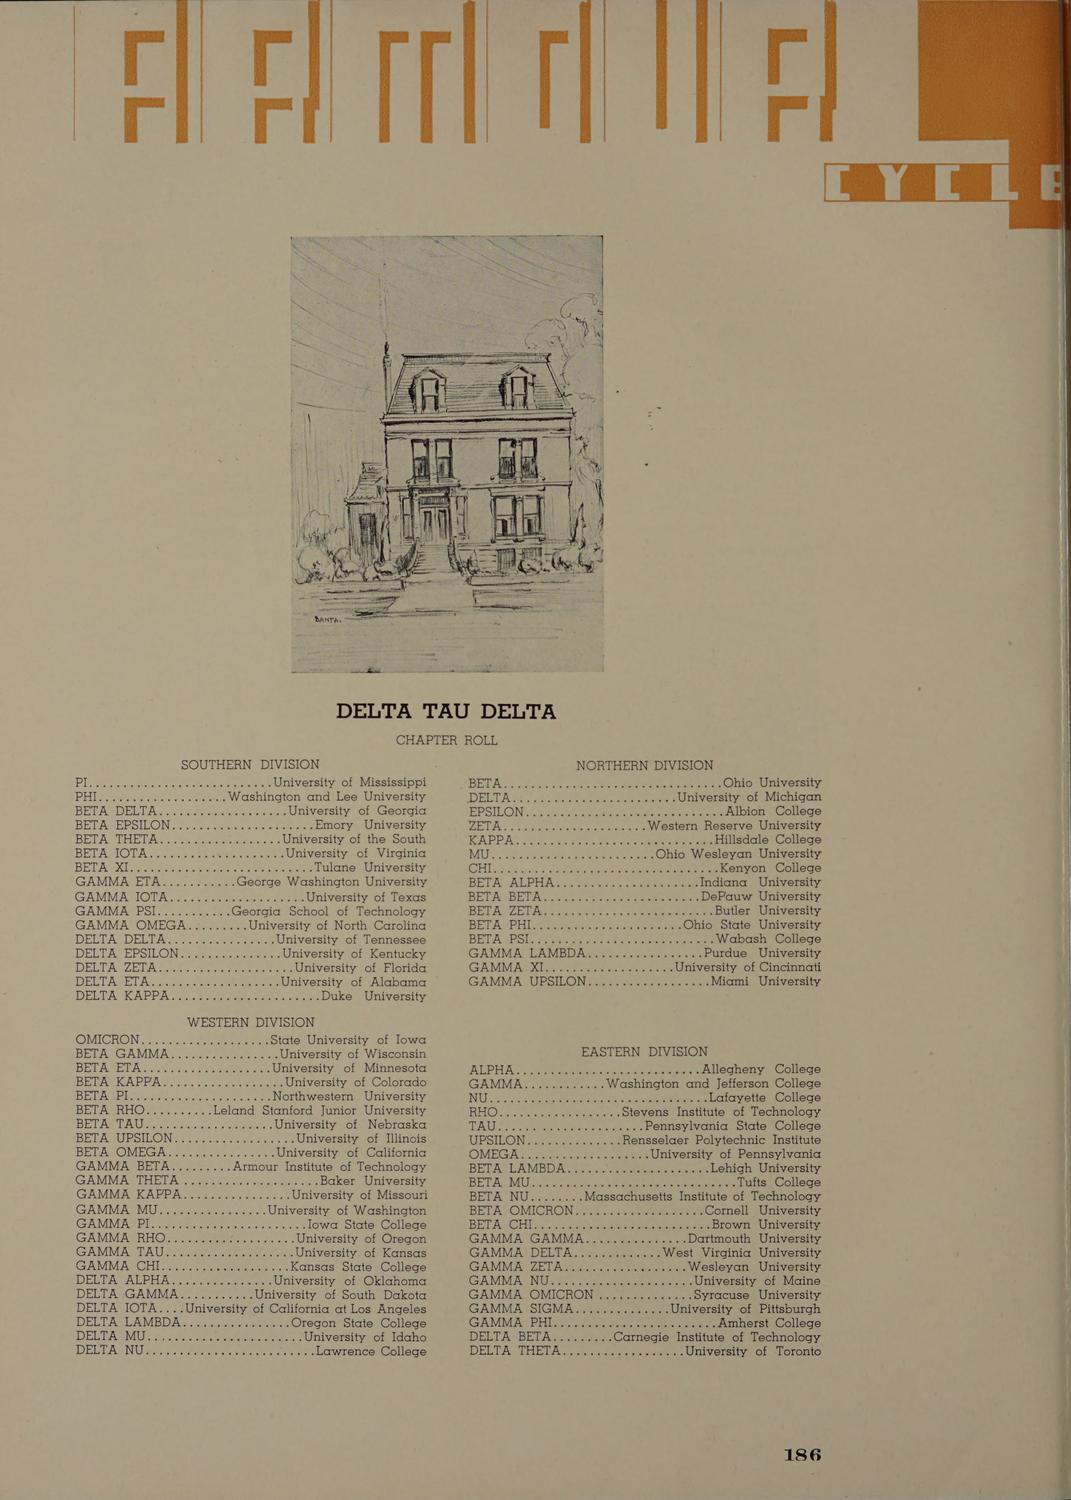 CYCLE
DANTA.
DELTA TAU DELTA
CHAPTER ROLL
SOUTHERN DIVISION
PI...........................University of Mississippi
PHI...................Washington and Lee University
BETA DELTA...................University of Georgia
BETA EPSILON.....................Emory University
BETA THETA..................University of the South
BETA IOTA....................University of Virginia
BETA XI...........................Tulane University
GAMMA ETA...........George Washington University
GAMMA IOTA....................University of Texas
GAMMA PSI...........Georgia School of Technology
GAMMA OMEGA.........University of North Carolina
DELTA DELTA................University of Tennessee
DELTA EPSILON...............University of Kentucky
DELTA ZETA....................University of Florida
DELTA ETA...................University of Alabama
DELTA KAPPA......................Duke University
WESTERN DIVISION
OMICRON...................State University of Iowa
BETA GAMMA................University of Wisconsin
BETA ETA...................University of Minnesota
BETA KAPPA..................University of Colorado
BETA PI.....................Northwestern University
BETA RHO..........Leland Stanford Junior University
BETA TAU...................University of Nebraska
BETA UPSILON..................University of Illinois
BETA OMEGA................University of California
GAMMA BETA.........Armour Institute of Technology
GAMMA THETA....................Baker University
GAMMA KAPPA................University of Missouri
GAMMA MU................University of Washington
GAMMA PI.......................Iowa State College
GAMMA RHO...................University of Oregon
GAMMA TAU...................University of Kansas
GAMMA CHI...................Kansas State College
DELTA ALPHA...............University of Oklahoma
DELTA GAMMA...........University of South Dakota
DELTA IOTA....University of California at Los Angeles
DELTA LAMBDA................Oregon State College
DELTA MU.......................University of Idaho
DELTA NU.........................Lawrence College
NORTHERN DIVISION
BETA................................Ohio University
DELTA........................University of Michigan
EPSILON.............................Albion College
ZETA.....................Western Reserve University
KAPPA.............................Hillsdale College
MU........................Ohio Wesleyan University
CHI.................................Kenyon College
BETA ALPHA.....................Indiana University
BETA BETA.......................DePauw University
BETA ZETA.........................Butler University
BETA PHI......................Ohio State University
BETA PSI...........................Wabash College
GAMMA LAMBDA.................Purdue University
GAMMA XI...................University of Cincinnati
GAMMA UPSILON..................Miami University
EASTERN DIVISION
ALPHA...........................Allegheny College
GAMMA............Washington and Jefferson College
NU................................Lafayette College
RHO..................Stevens Institute of Technology
TAU.....................Pennsylvania State College
UPSILON..............Rensselaer Polytechnic Institute
OMEGA...................University of Pennsylvania
BETA LAMBDA.....................Lehigh University
BETA MU..............................Tufts College
BETA NU........Massachusetts Institute of Technology
BETA OMICRON...................Cornell University
BETA CHI..........................Brown University
GAMMA GAMMA...............Dartmouth University
GAMMA DELTA.............West Virginia University
GAMMA ZETA..................Wesleyan University
GAMMA NU.....................University of Maine
GAMMA OMICRON..............Syracuse University
GAMMA SIGMA..............University of Pittsburgh
GAMMA PHI........................Amherst College
DELTA BETA.........Carnegie Institute of Technology
DELTA THETA..................University of Toronto
186